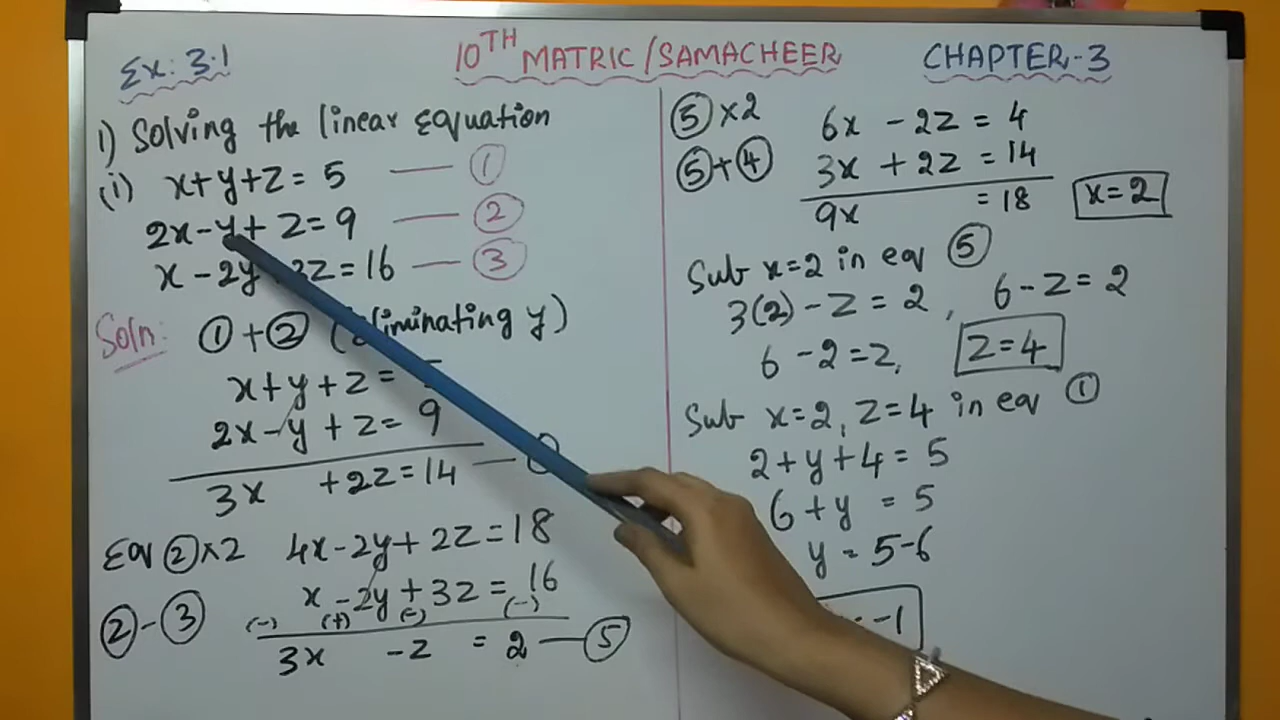 Ex: 3.1
10TH MATRIC/SAMACHEER
CHAPTER-3
1) Solving the linear Equation
(i) x+y+z = 5 —— ①
2x-y+z=9 —— ②
x-2y 3z=16 —— ③
Soln: ①+② (eliminating y)
x+y+z =
2x-y+z= 9
3x +2z=14 —
Eq ②×2 4x-2y+2z=18
x-2y+3z = 16
②-③ (-) (+) (-) (-)
3x -z = 2 —⑤
⑤×2 6x -2z = 4
⑤+④ 3x +2z =14
9x =18 x=2
Sub x=2 in eq ⑤
3(2)-z=2, 6-z=2
6-2=z, z=4
Sub x=2, z=4 in eq ①
2+y+4=5
6+y = 5
y = 5-6
-1